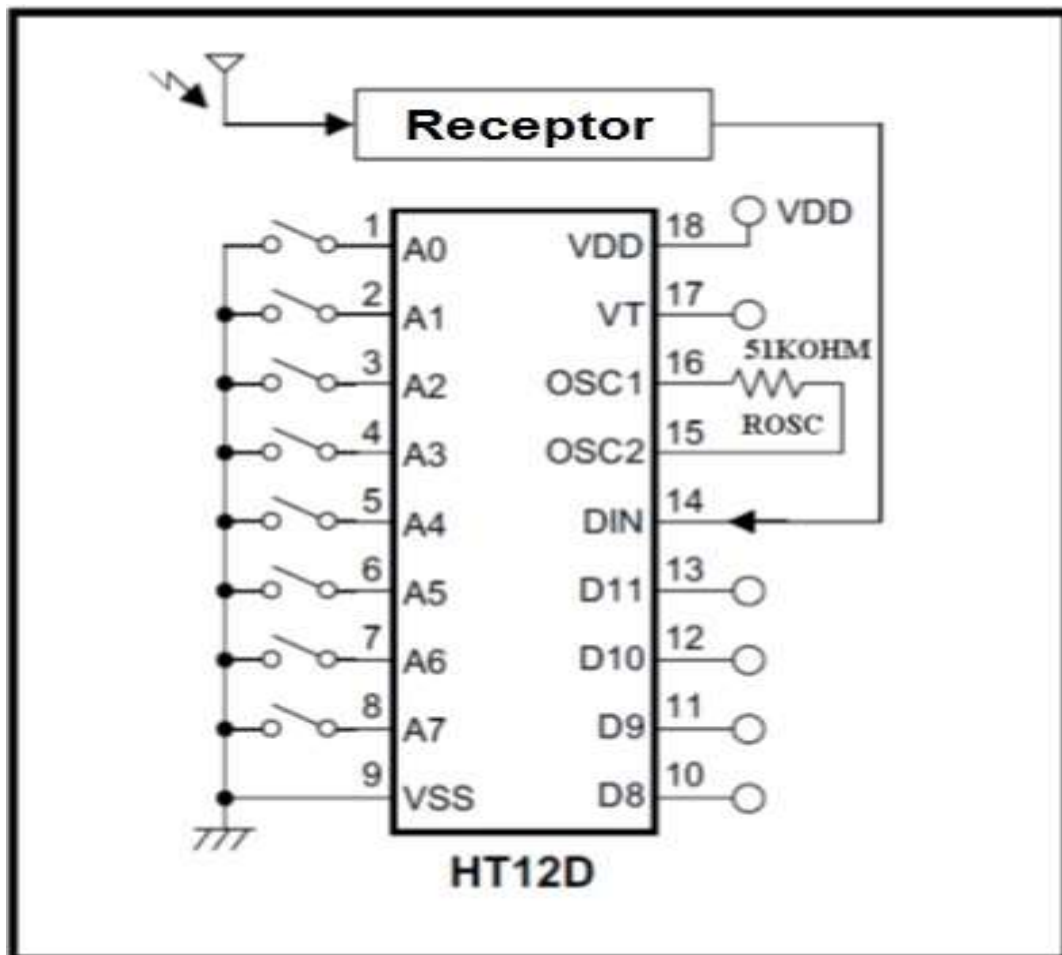 Receptor
1 A0
2 A1
3 A2
4 A3
5 A4
6 A5
7 A6
8 A7
9 VSS
VDD 18 VDD
VT 17
OSC1 16 51KOHM
ROSC
OSC2 15
DIN 14
D11 13
D10 12
D9 11
D8 10
HT12D